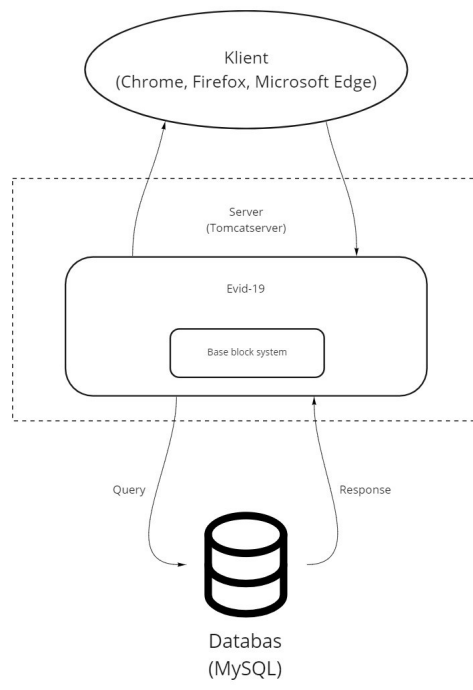 Klient
(Chrome, Firefox, Microsoft Edge)
Server
(Tomcatserver)
Evid-19
Base block system
Query
Response
Databas
(MySQL)